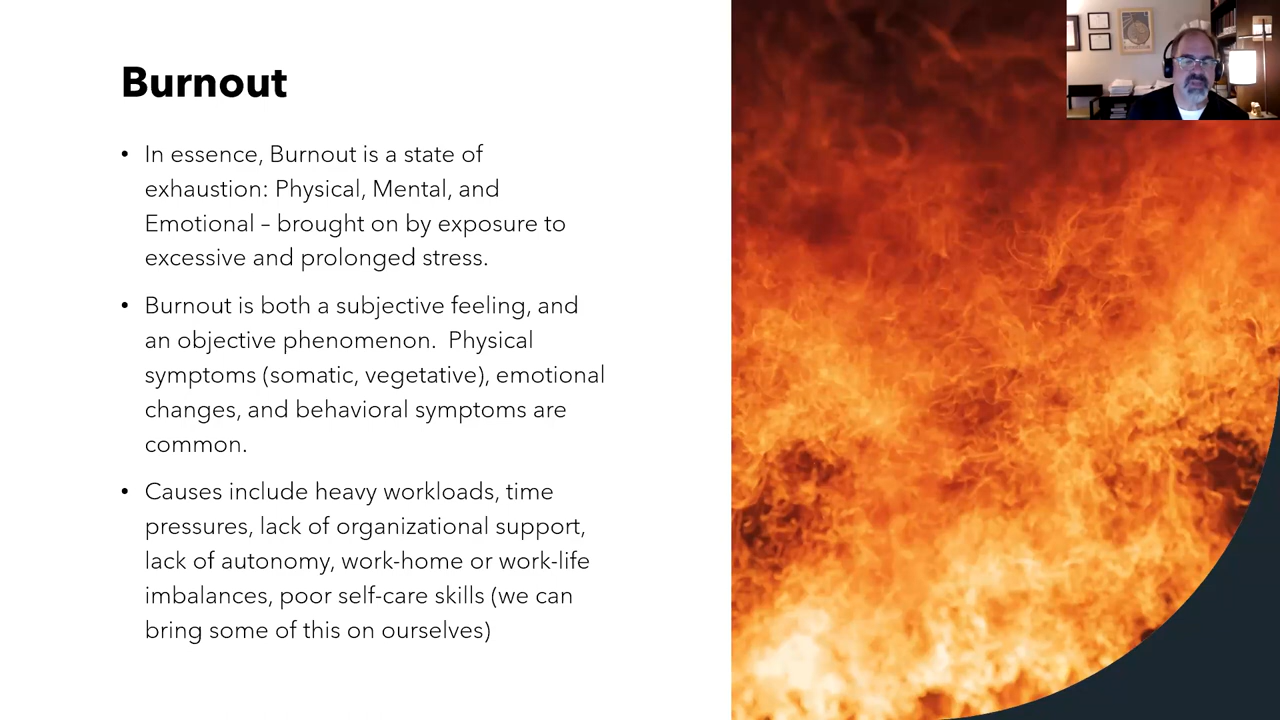 Burnout
• In essence, Burnout is a state of
exhaustion: Physical, Mental, and
Emotional – brought on by exposure to
excessive and prolonged stress.
• Burnout is both a subjective feeling, and
an objective phenomenon.  Physical
symptoms (somatic, vegetative), emotional
changes, and behavioral symptoms are
common.
• Causes include heavy workloads, time
pressures, lack of organizational support,
lack of autonomy, work-home or work-life
imbalances, poor self-care skills (we can
bring some of this on ourselves)